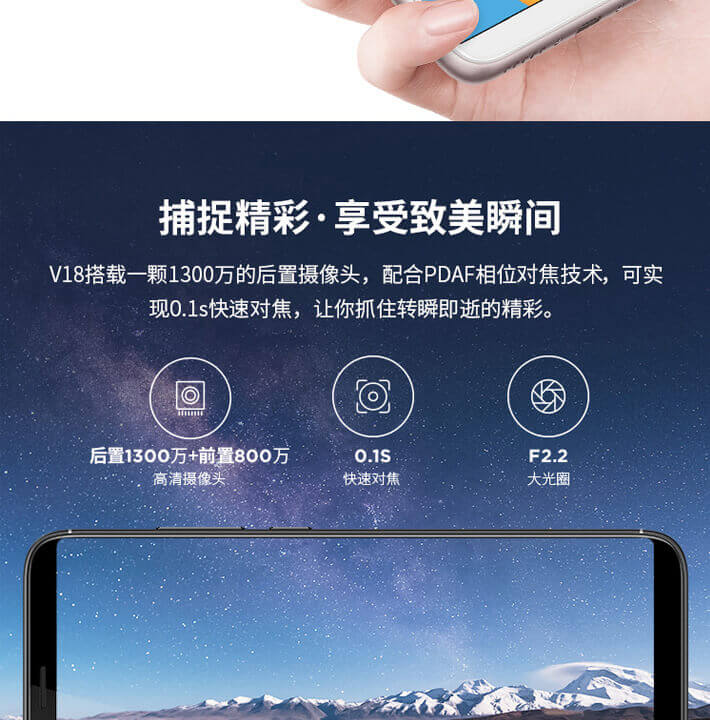 捕捉精彩·享受致美瞬间
V18搭载一颗1300万的后置摄像头，配合PDAF相位对焦技术，可实
现0.1s快速对焦，让你抓住转瞬即逝的精彩。
后置1300万+前置800万
0.1S
F2.2
高清摄像头
快速对焦
大光圈